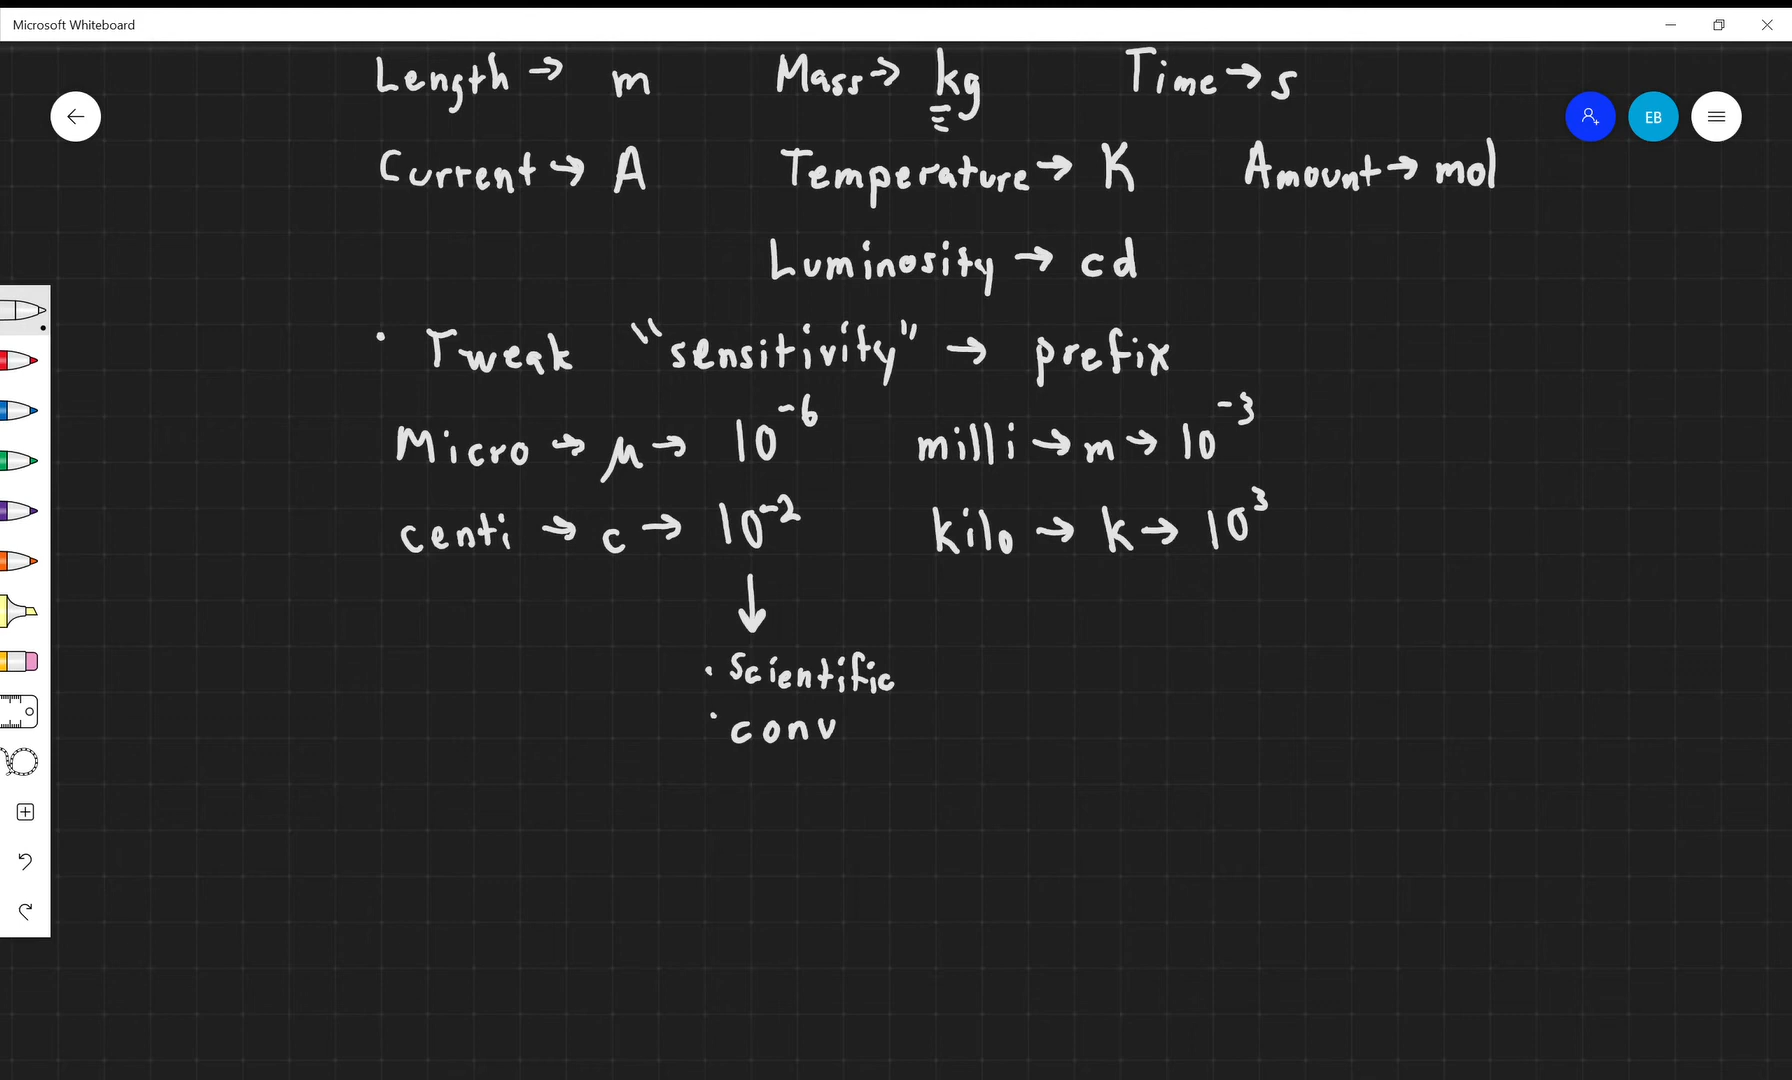 Microsoft Whiteboard
Length → m Mass → kg Time → s
EB
Current → A Temperature → K Amount → mol
Luminosity → cd
· Tweak "sensitivity" → prefix
Micro → μ → 10^-6 milli → m → 10^-3
centi → c → 10^-2 kilo → k → 10^3
↓
· Scientific
· conv